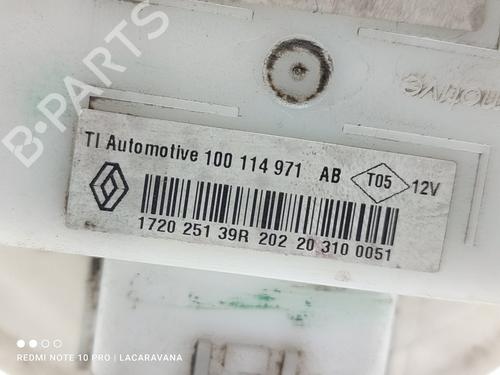 B-PARTS
omotive
TI Automotive 100 114 971 AB T05 12V
1720 251 39R 202 20 310 0051
REDMI NOTE 10 PRO | LACARAVANA